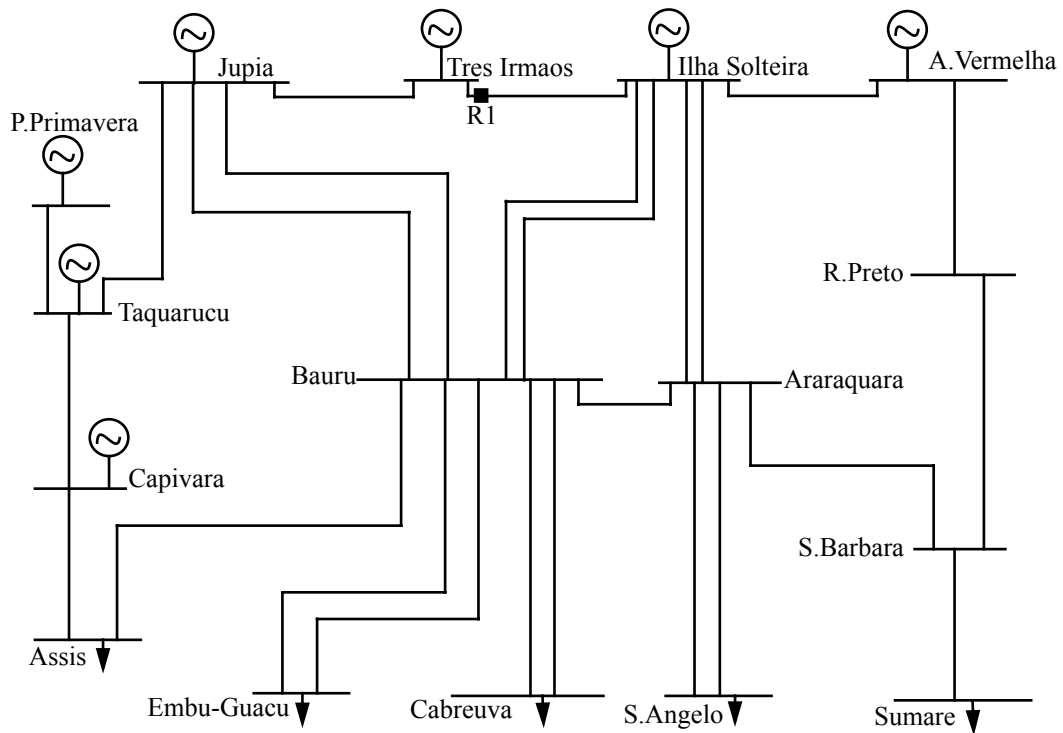 Jupia
Tres Irmaos
Ilha Solteira
A.Vermelha
R1
P.Primavera
R.Preto
Taquarucu
Bauru
Araraquara
Capivara
S.Barbara
Assis
Embu-Guacu
Cabreuva
S.Angelo
Sumare